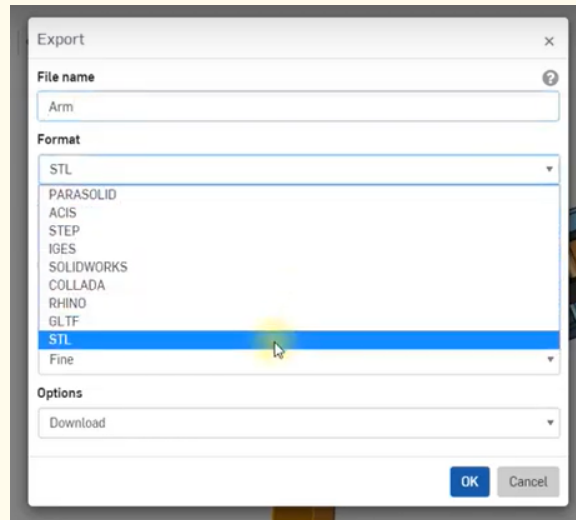 Export
File name
Arm
Format
STL
PARASOLID
ACIS
STEP
IGES
SOLIDWORKS
COLLADA
RHINO
GLTF
STL
Fine
Options
Download
OK Cancel